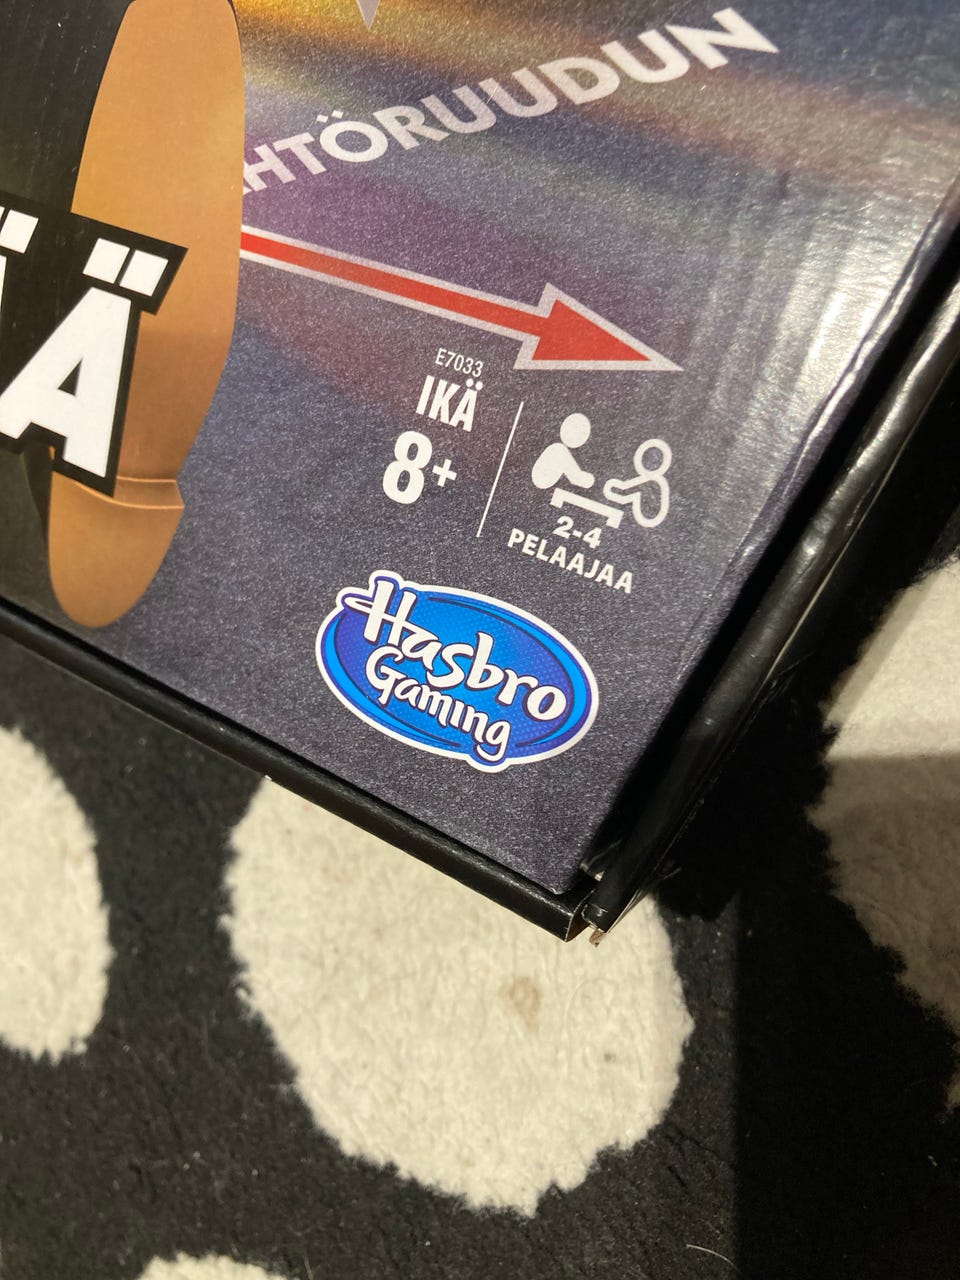 HTÖRUUDUN
Ä
E7033
IKÄ
8+
2-4
PELAAJAA
Hasbro
Gaming